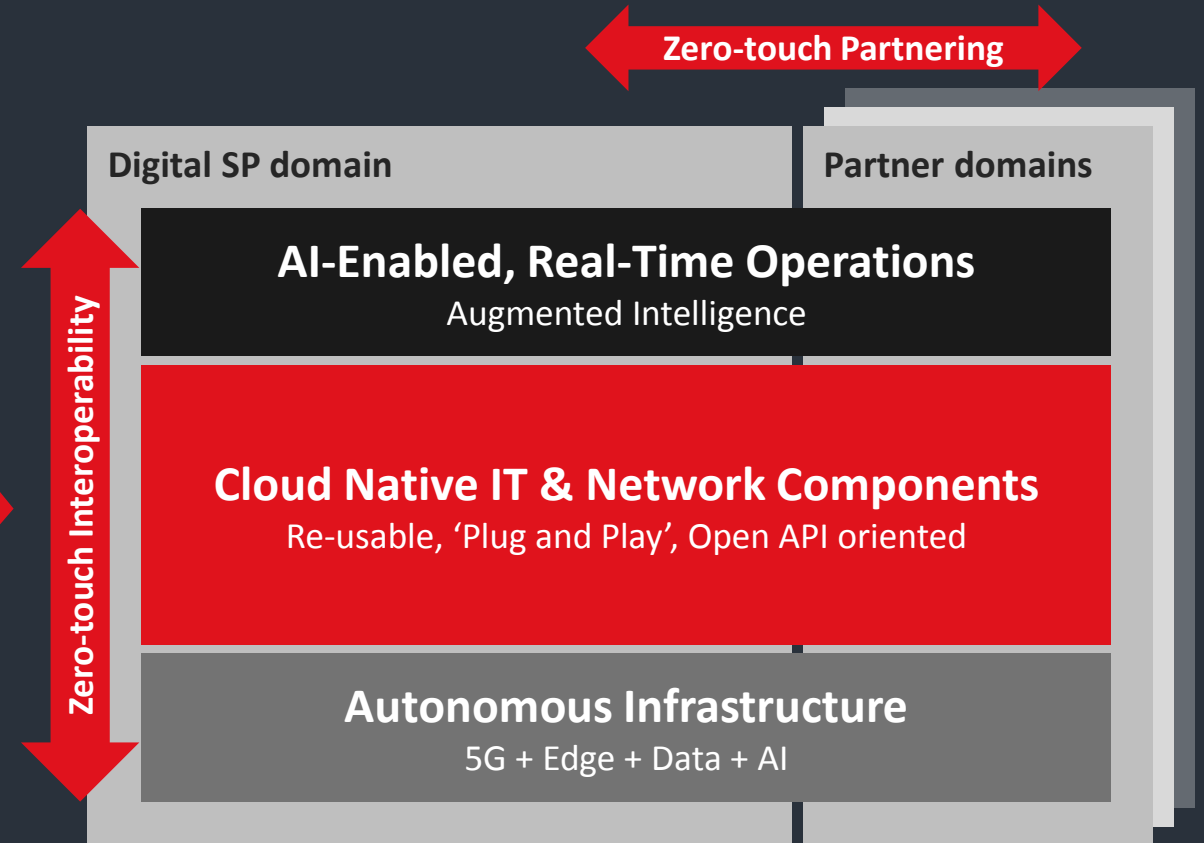 Zero-touch Partnering
Digital SP domain
Partner domains
Zero-touch Interoperability
AI-Enabled, Real-Time Operations
Augmented Intelligence
Cloud Native IT & Network Components
Re-usable, ‘Plug and Play’, Open API oriented
Autonomous Infrastructure
5G + Edge + Data + AI